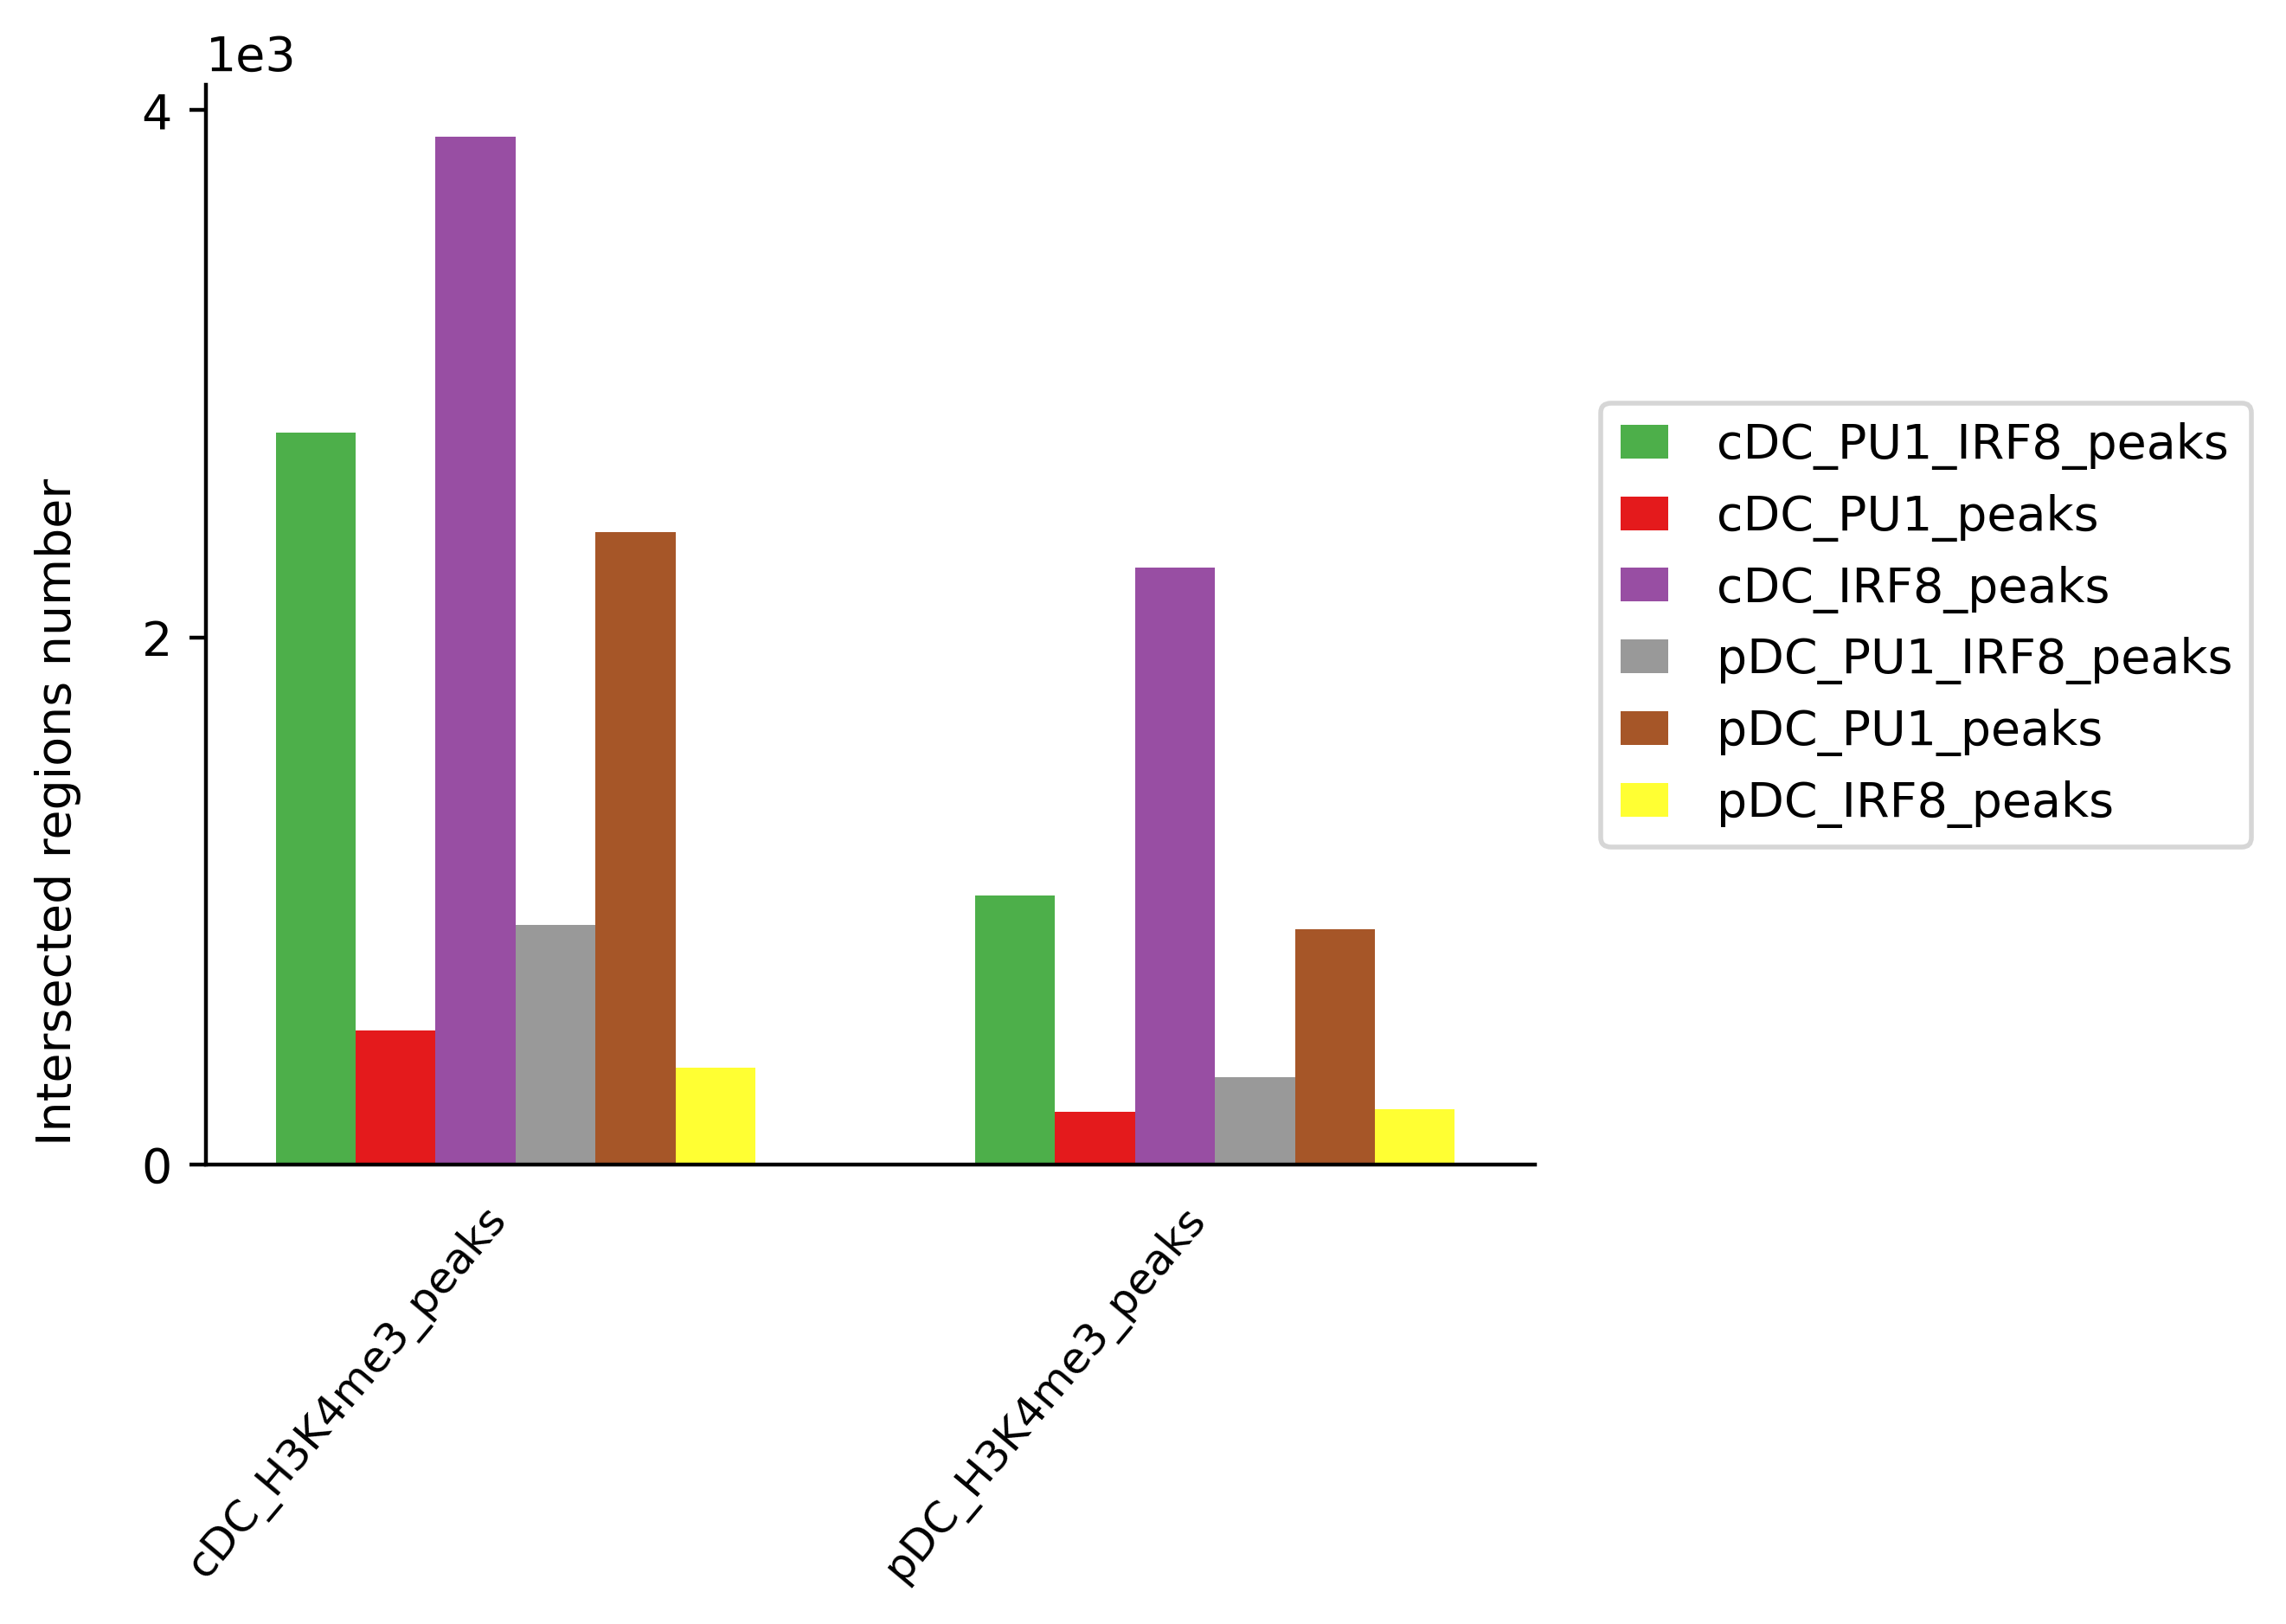 1e3
4
2
0
Intersected regions number
cDC_H3K4me3_peaks
pDC_H3K4me3_peaks
cDC_PU1_IRF8_peaks
cDC_PU1_peaks
cDC_IRF8_peaks
pDC_PU1_IRF8_peaks
pDC_PU1_peaks
pDC_IRF8_peaks